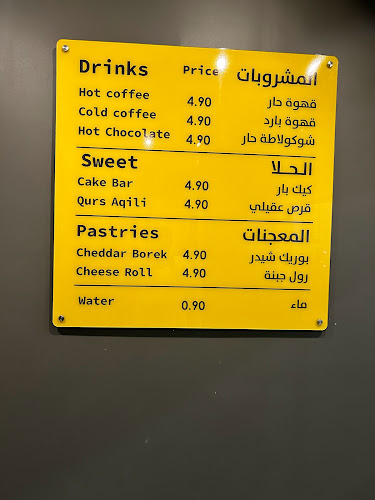 Drinks Price المشروبات
Hot coffee 4.90 قهوة حار
Cold coffee 4.90 قهوة بارد
Hot Chocolate 4.90 شوكولاطة حار
Sweet الحلا
Cake Bar 4.90 كيك بار
Qurs Aqili 4.90 قرص عقيلي
Pastries المعجنات
Cheddar Borek 4.90 بوريك شيدر
Cheese Roll 4.90 رول جبنة
Water 0.90 ماء